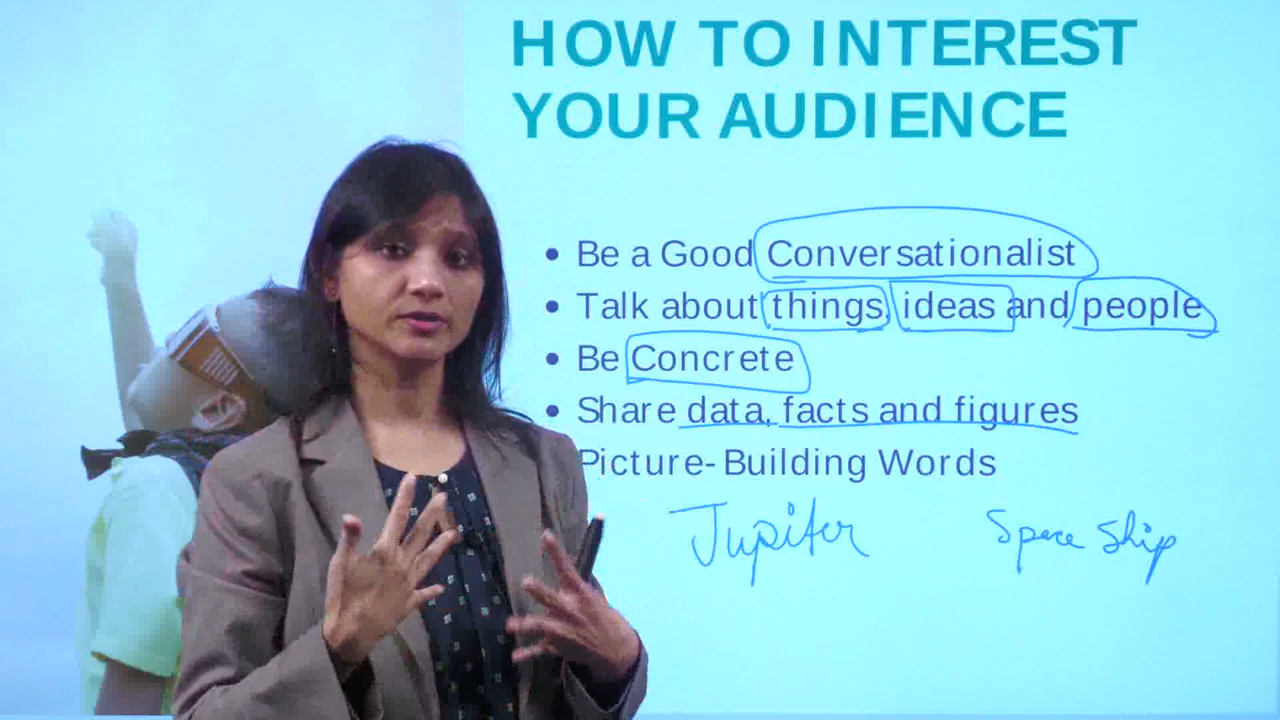 HOW TO INTEREST
YOUR AUDIENCE
• Be a Good Conversationalist
• Talk about things, ideas and people
• Be Concrete
• Share data, facts and figures
Picture-Building Words
Jupiter Space Ship